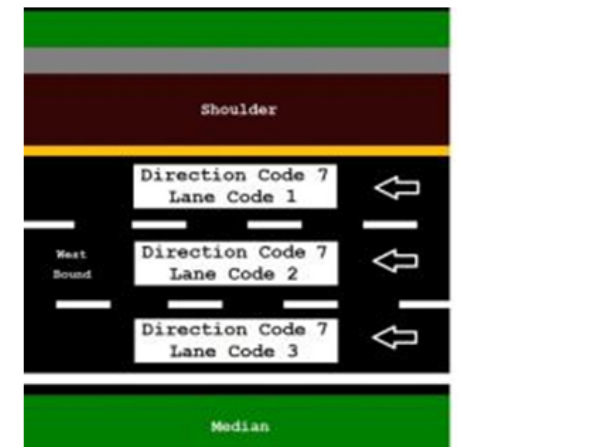 Shoulder
Direction Code 7
Lane Code 1
West
Bound
Direction Code 7
Lane Code 2
Direction Code 7
Lane Code 3
Median